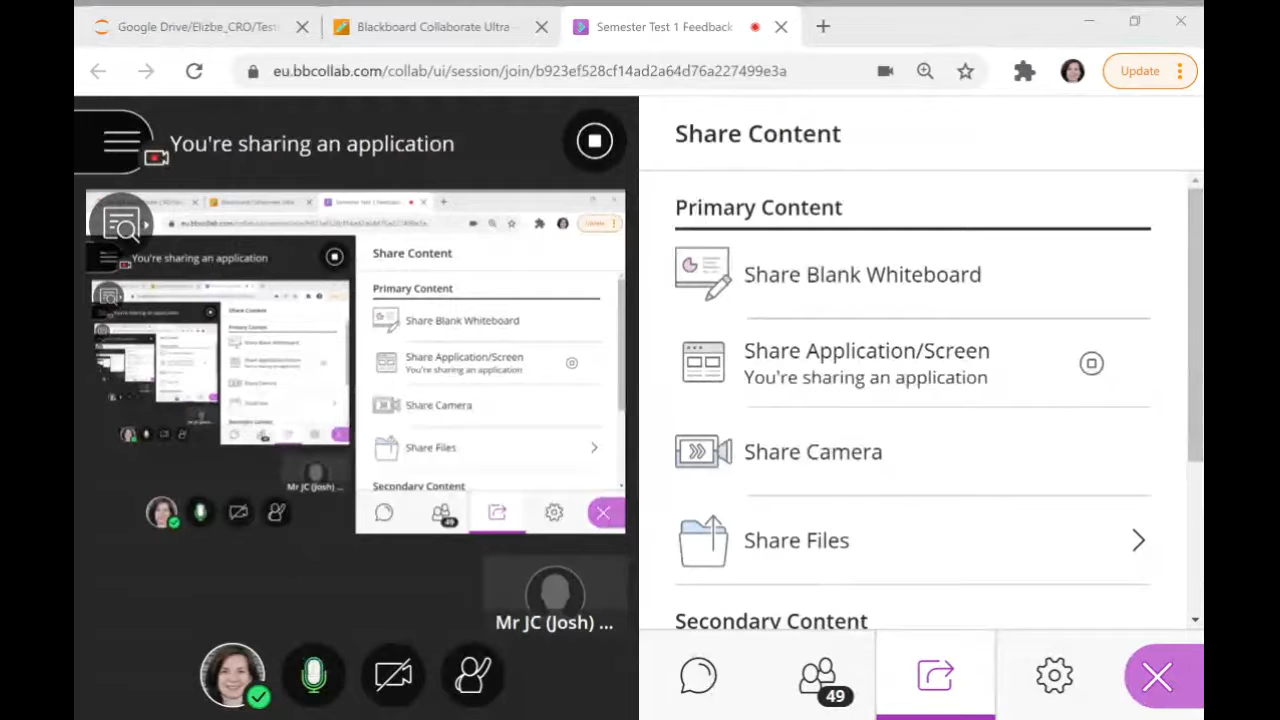 Google Drive/Elizbe_CRO/Test
Blackboard Collaborate Ultra
Semester Test 1 Feedback
eu.bbcollab.com/collab/ui/session/join/b923ef528cf14ad2a64d76a227499e3a
Update
You're sharing an application
Share Content
Primary Content
Share Blank Whiteboard
Share Application/Screen
You're sharing an application
Share Camera
Share Files
Secondary Content
49
You're sharing an application
Share Content
Primary Content
Share Blank Whiteboard
Share Application/Screen
You're sharing an application
Share Camera
Share Files
Secondary Content
Mr JC (Josh) ...
49
Mr JC (Josh) ...